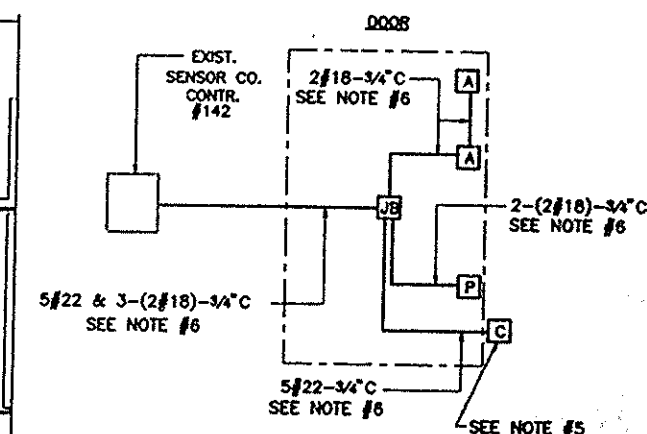 DOOR
EXIST.
SENSOR CO.
CONTR.
#142
2#18-3/4"C
SEE NOTE #6
A
A
JB
2-(2#18)-3/4"C
SEE NOTE #6
P
5#22 & 3-(2#18)-3/4"C
SEE NOTE #6
C
5#22-3/4"C
SEE NOTE #6
SEE NOTE #5